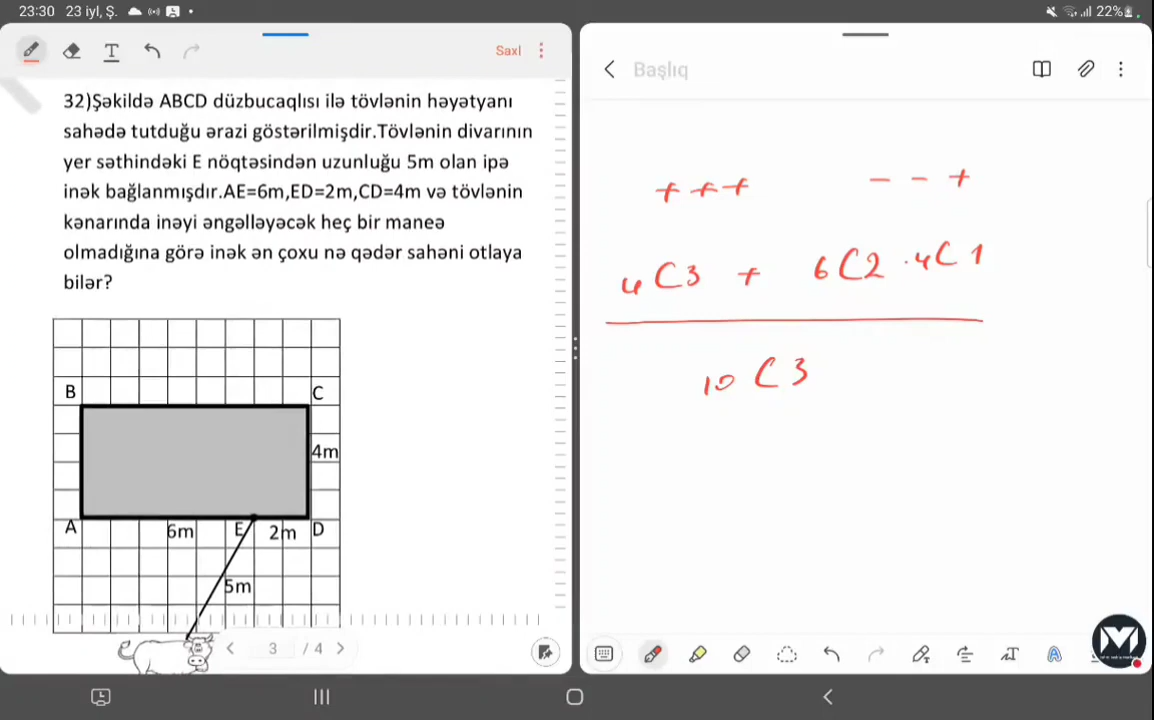 23:30 23 iyl, Ş.
22%
Saxl
32)Şəkildə ABCD düzbucaqlısı ilə tövlənin həyətyanı
sahədə tutduğu ərazi göstərilmişdir.Tövlənin divarının
yer səthindəki E nöqtəsindən uzunluğu 5m olan ipə
inək bağlanmışdır.AE=6m,ED=2m,CD=4m və tövlənin
kənarında inəyi əngəlləyəcək heç bir maneə
olmadığına görə inək ən çoxu nə qədər sahəni otlaya
bilər?
B C
4m
A 6m E 2m D
5m
3 / 4
Başlıq
+ + + - - +
4C3 + 6C2 . 4C1
10C3